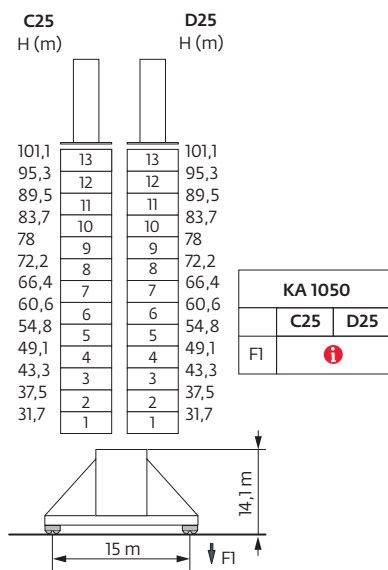 C25 D25
H (m) H (m)
101,1 13 13 101,1
95,3 12 12 95,3
89,5 11 11 89,5
83,7 10 10 83,7
78 9 9 78
72,2 8 8 72,2
66,4 7 7 66,4
60,6 6 6 60,6
54,8 5 5 54,8
49,1 4 4 49,1
43,3 3 3 43,3
37,5 2 2 37,5
31,7 1 1 31,7
KA 1050
C25 D25
F1 i
14,1 m
15 m F1